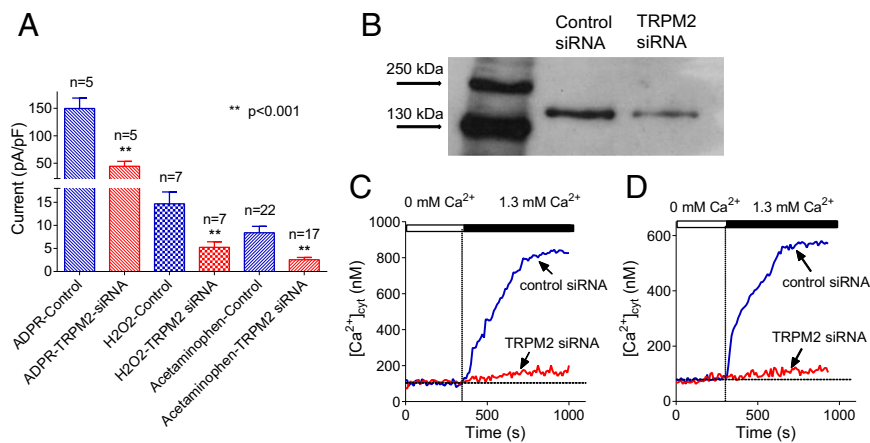 A
n=5
** p<0.001
n=5
**
n=7
n=7
**
n=22
n=17
**
Current (pA/pF)
150
100
50
15
10
5
0
ADPR-Control
ADPR-TRPM2-siRNA
H2O2-Control
H2O2-TRPM2 siRNA
Acetaminophen-Control
Acetaminophen-TRPM2 siRNA
B
Control siRNA
TRPM2 siRNA
250 kDa
130 kDa
C
0 mM Ca²⁺ 1.3 mM Ca²⁺
[Ca²⁺]cyt (nM)
1000
800
600
400
200
0
control siRNA
TRPM2 siRNA
0 500 1000
Time (s)
D
0 mM Ca²⁺ 1.3 mM Ca²⁺
[Ca²⁺]cyt (nM)
600
400
200
0
control siRNA
TRPM2 siRNA
0 500 1000
Time (s)